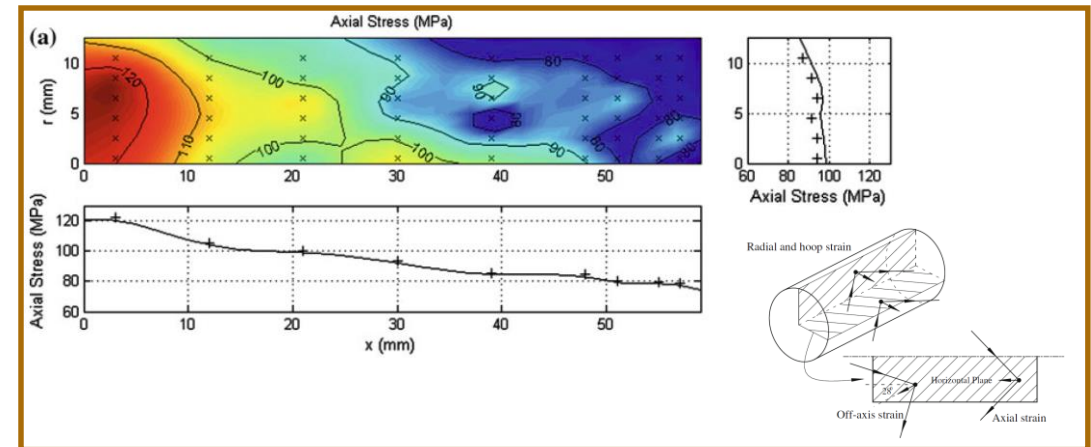 Axial Stress (MPa)
(a)
r (mm)
10
5
0
120
110
100
100
100
90
90
80
80
90
80
90
0 10 20 30 40 50
10
5
0
60 80 100 120
Axial Stress (MPa)
Axial Stress (MPa)
120
100
80
60
0 10 20 30 40 50
x (mm)
Radial and hoop strain
Horizontal Plane
28°
Off-axis strain
Axial strain